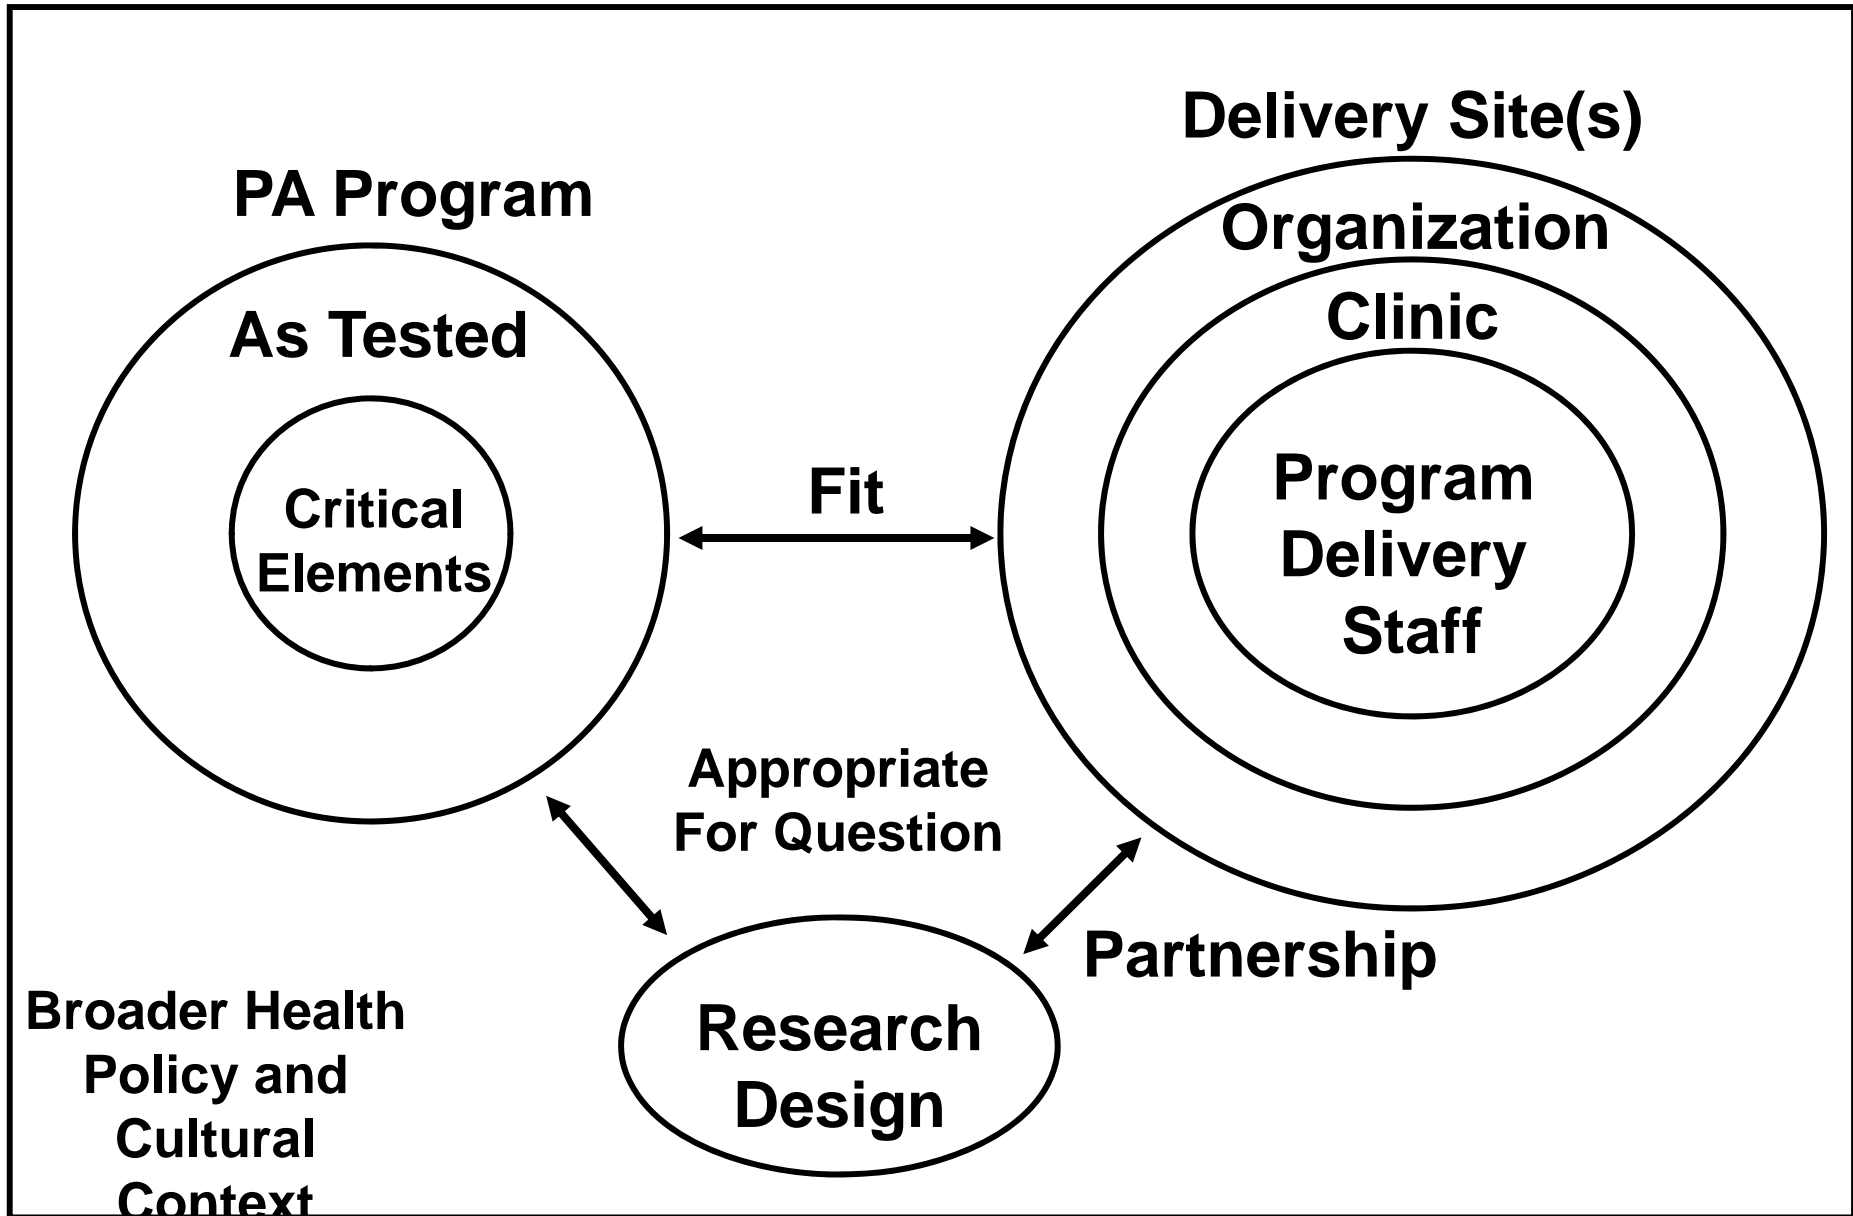 Delivery Site(s)
PA Program
Organization
As Tested
Clinic
Critical
Elements
Fit
Program
Delivery
Staff
Appropriate
For Question
Partnership
Research
Design
Broader Health
Policy and
Cultural
Context